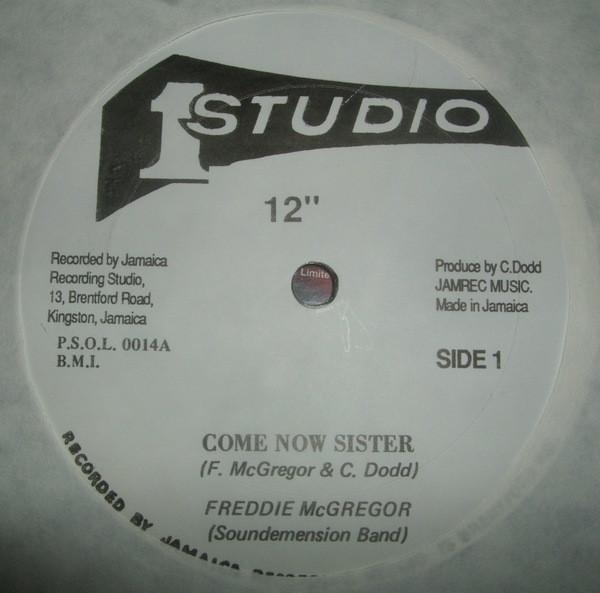 1 STUDIO
12"
Limite
Recorded by Jamaica
Recording Studio,
13, Brentford Road,
Kingston, Jamaica
P.S.O.L. 0014A
B.M.I.
Produce by C.Dodd
JAMREC MUSIC.
Made in Jamaica
SIDE 1
COME NOW SISTER
(F. McGregor & C. Dodd)
FREDDIE McGREGOR
(Soundemension Band)
RECORDED BY JAMAICA